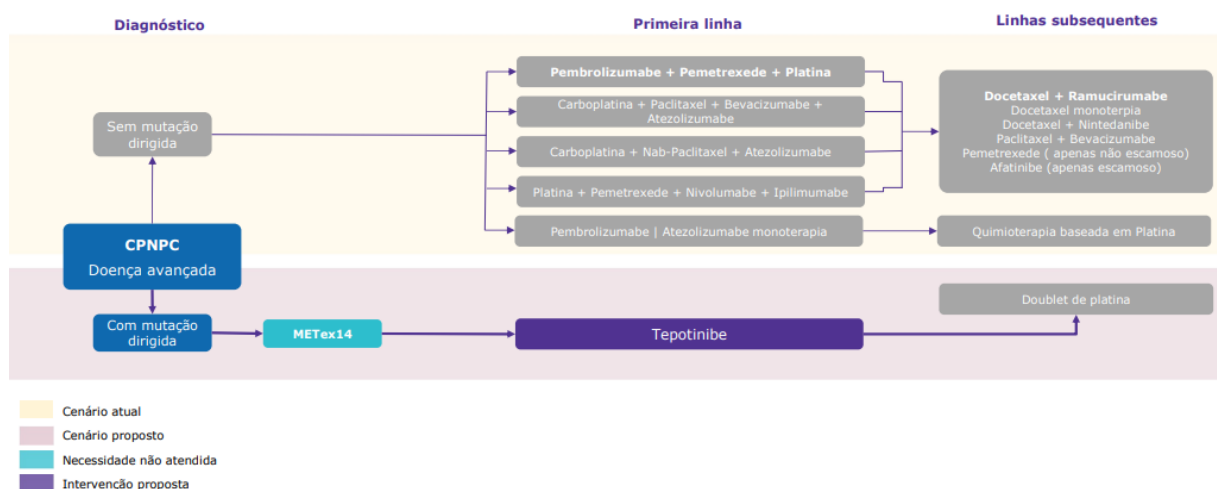 Diagnóstico
Primeira linha
Linhas subsequentes
Sem mutação
dirigida
Pembrolizumabe + Pemetrexede + Platina
Carboplatina + Paclitaxel + Bevacizumabe +
Atezolizumabe
Carboplatina + Nab-Paclitaxel + Atezolizumabe
Platina + Pemetrexede + Nivolumabe + Ipilimumabe
Pembrolizumabe | Atezolizumabe monoterapia
Docetaxel + Ramucirumabe
Docetaxel monoterpia
Docetaxel + Nintedanibe
Paclitaxel + Bevacizumabe
Pemetrexede ( apenas não escamoso)
Afatinibe (apenas escamoso)
Quimioterapia baseada em Platina
CPNPC
Doença avançada
Com mutação
dirigida
METex14
Tepotinibe
Doublet de platina
Cenário atual
Cenário proposto
Necessidade não atendida
Intervenção proposta